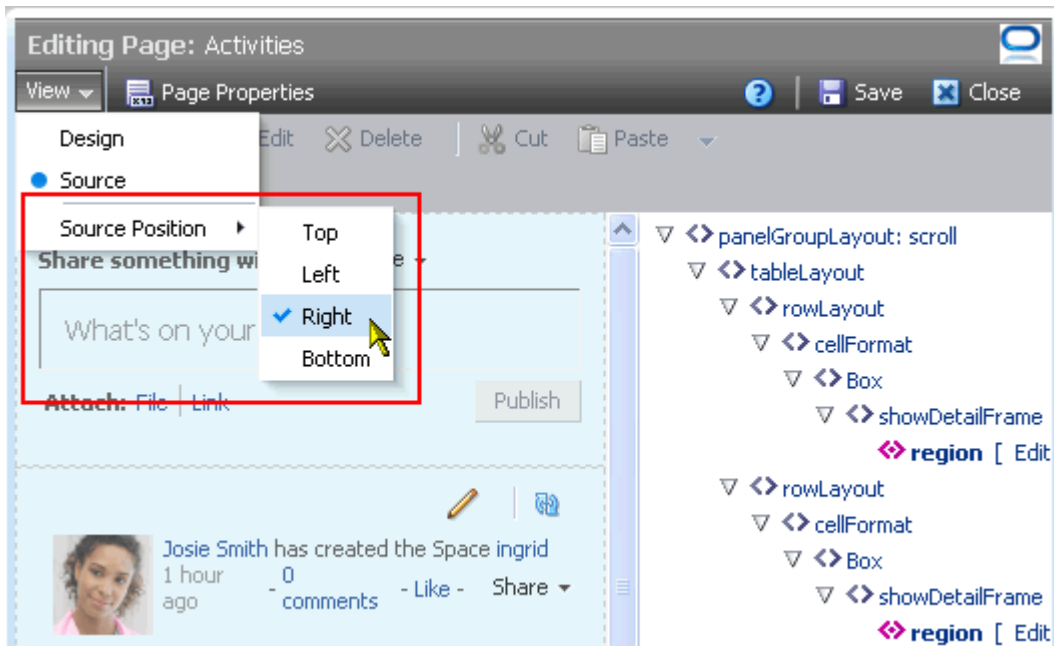 Editing Page: Activities
View Page Properties Save Close
Design Edit Delete Cut Paste
Source
Source Position
Top
Left
Right
Bottom
Share something wi e
What's on your
Attach: File Link Publish
Josie Smith has created the Space ingrid
1 hour ago - 0 comments - Like - Share
panelGroupLayout: scroll
tableLayout
rowLayout
cellFormat
Box
showDetailFrame
region [ Edit
rowLayout
cellFormat
Box
showDetailFrame
region [ Edit